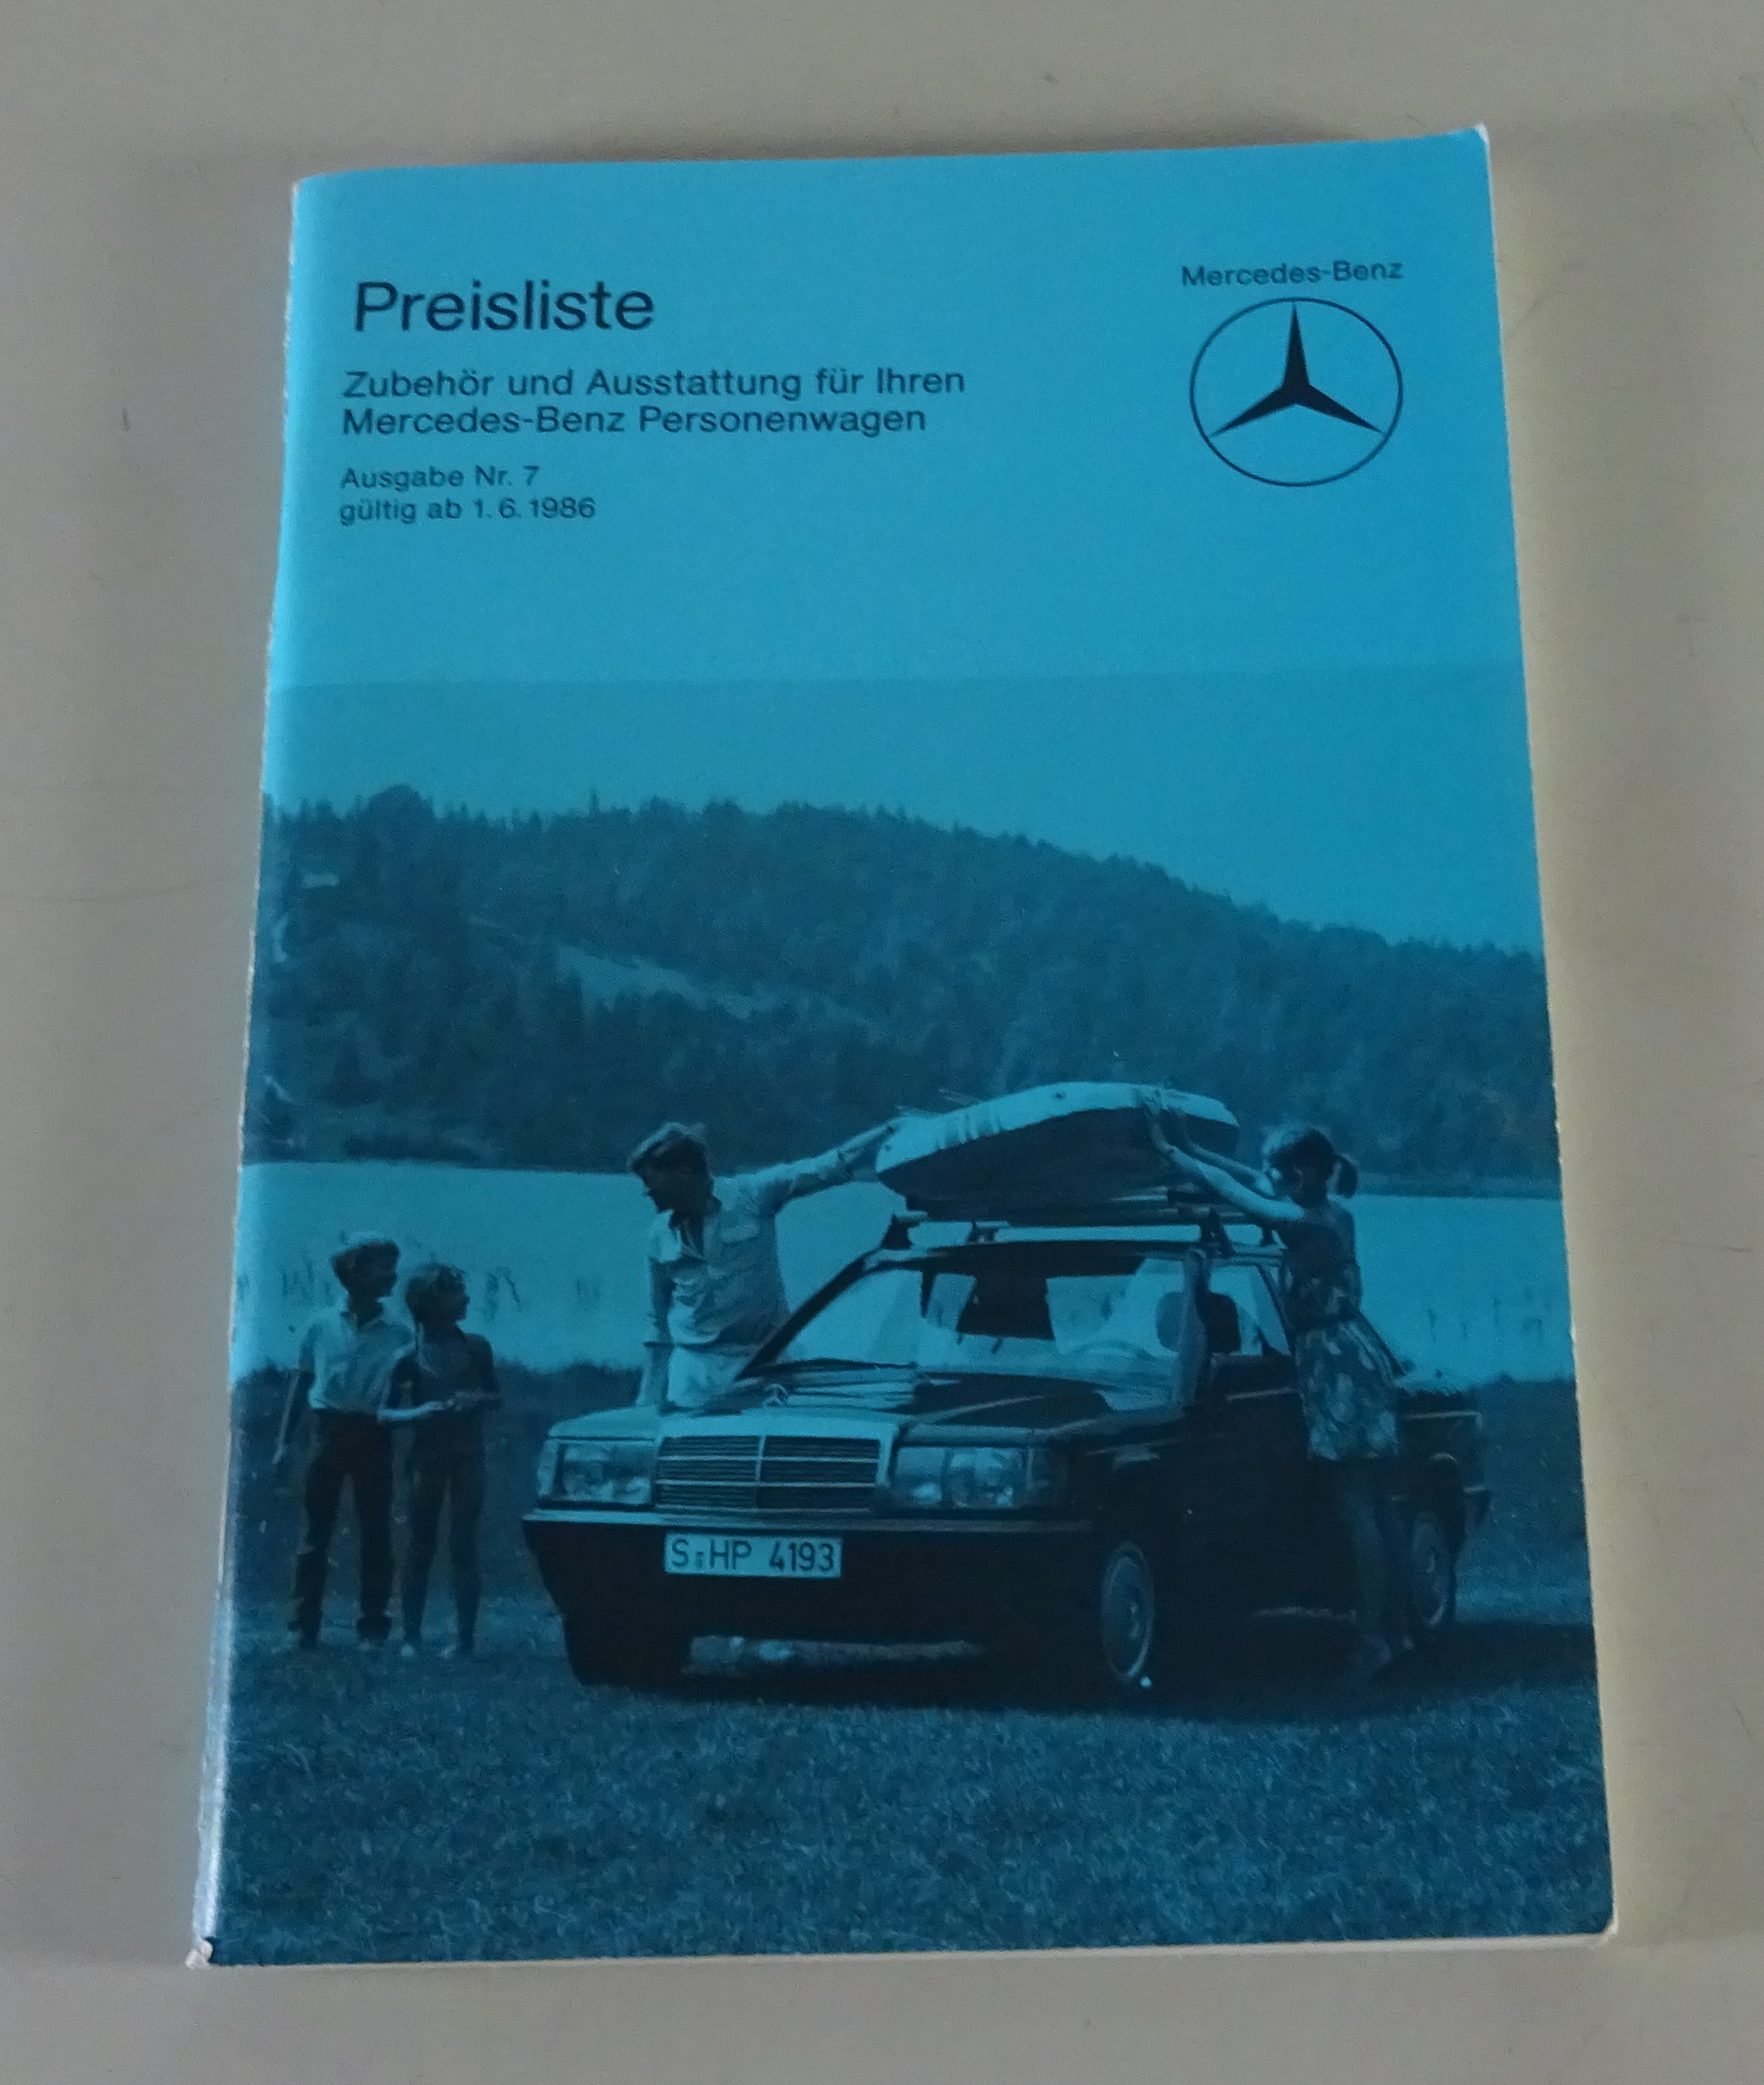 Preisliste
Mercedes-Benz
Zubehör und Ausstattung für Ihren
Mercedes-Benz Personenwagen
Ausgabe Nr. 7
gültig ab 1. 6. 1986
S HP 4193